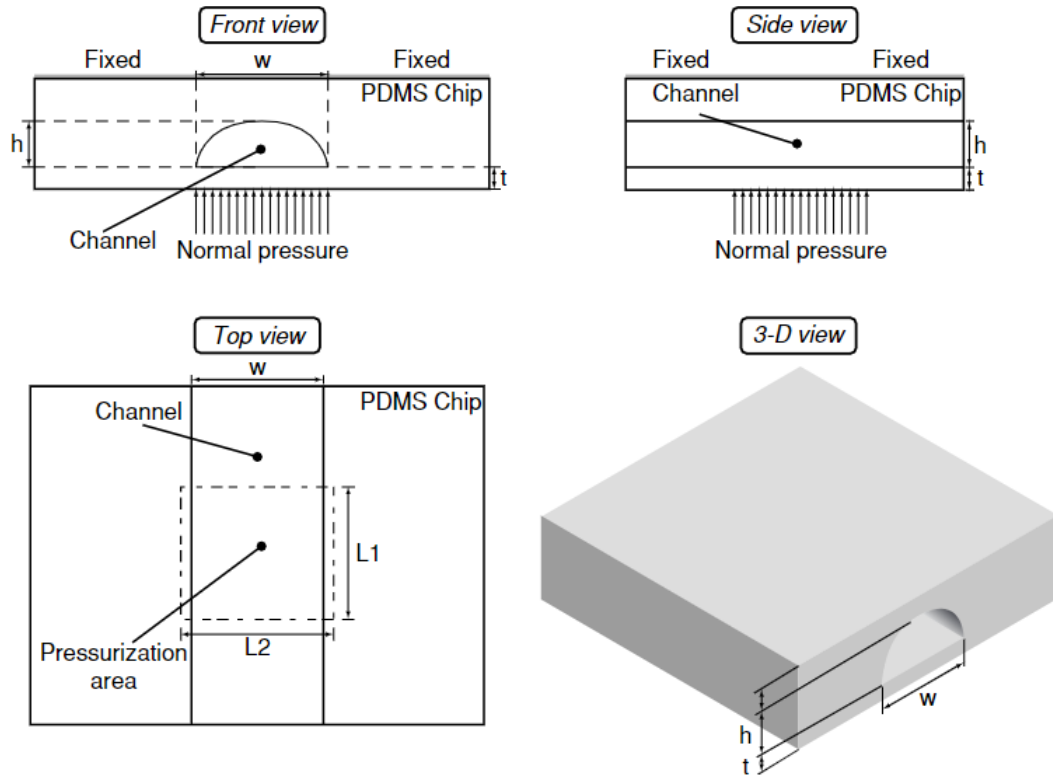 Front view
Fixed
w
Fixed
PDMS Chip
h
t
Channel
Normal pressure
Side view
Fixed
Fixed
Channel
PDMS Chip
h
t
Normal pressure
Top view
w
Channel
PDMS Chip
L1
L2
Pressurization
area
3-D view
w
h
t